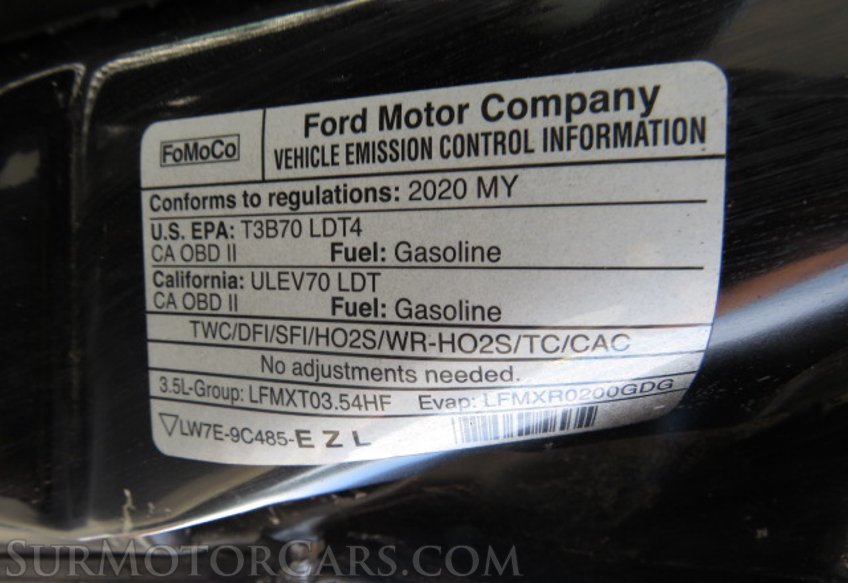 FoMoCo
Ford Motor Company
VEHICLE EMISSION CONTROL INFORMATION
Conforms to regulations: 2020 MY
U.S. EPA: T3B70 LDT4
CA OBD II Fuel: Gasoline
California: ULEV70 LDT
CA OBD II Fuel: Gasoline
TWC/DFI/SFI/HO2S/WR-HO2S/TC/CAC
No adjustments needed.
3.5L-Group: LFMXT03.54HF Evap: LFMXR0200GDG
LW7E-9C485-EZL
SurMotorCars.com